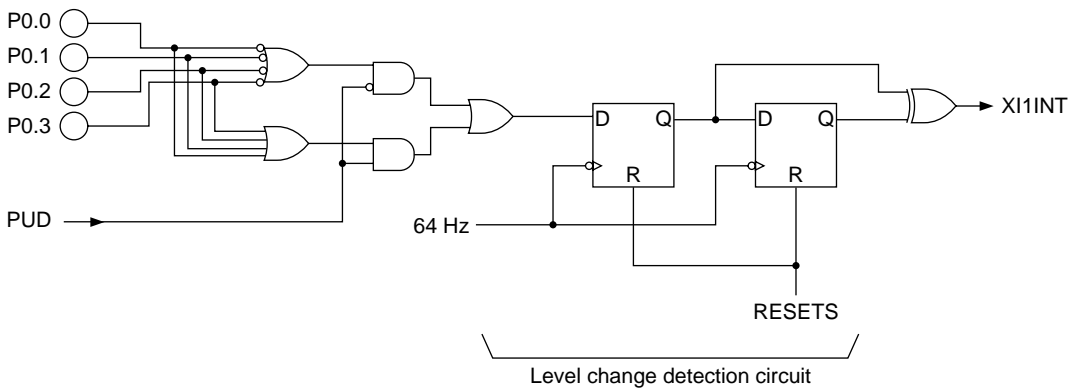 P0.0
P0.1
P0.2
P0.3
PUD
64 Hz
D
Q
R
D
Q
R
XI1INT
RESETS
Level change detection circuit